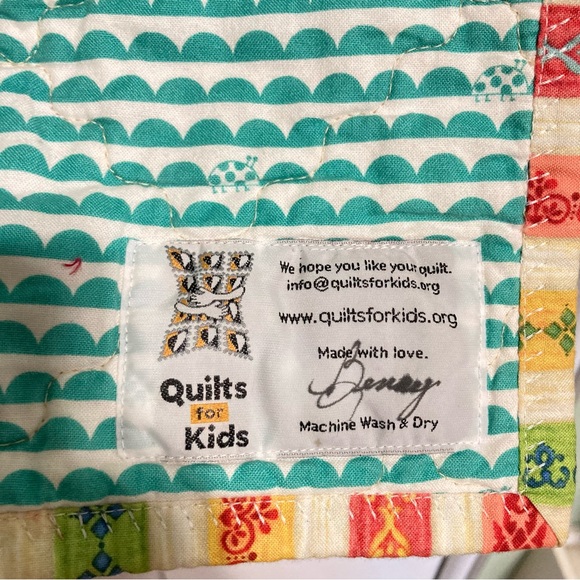 Quilts
for
Kids
We hope you like your quilt.
info@quiltsforkids.org
www.quiltsforkids.org
Made with love.
Machine Wash & Dry